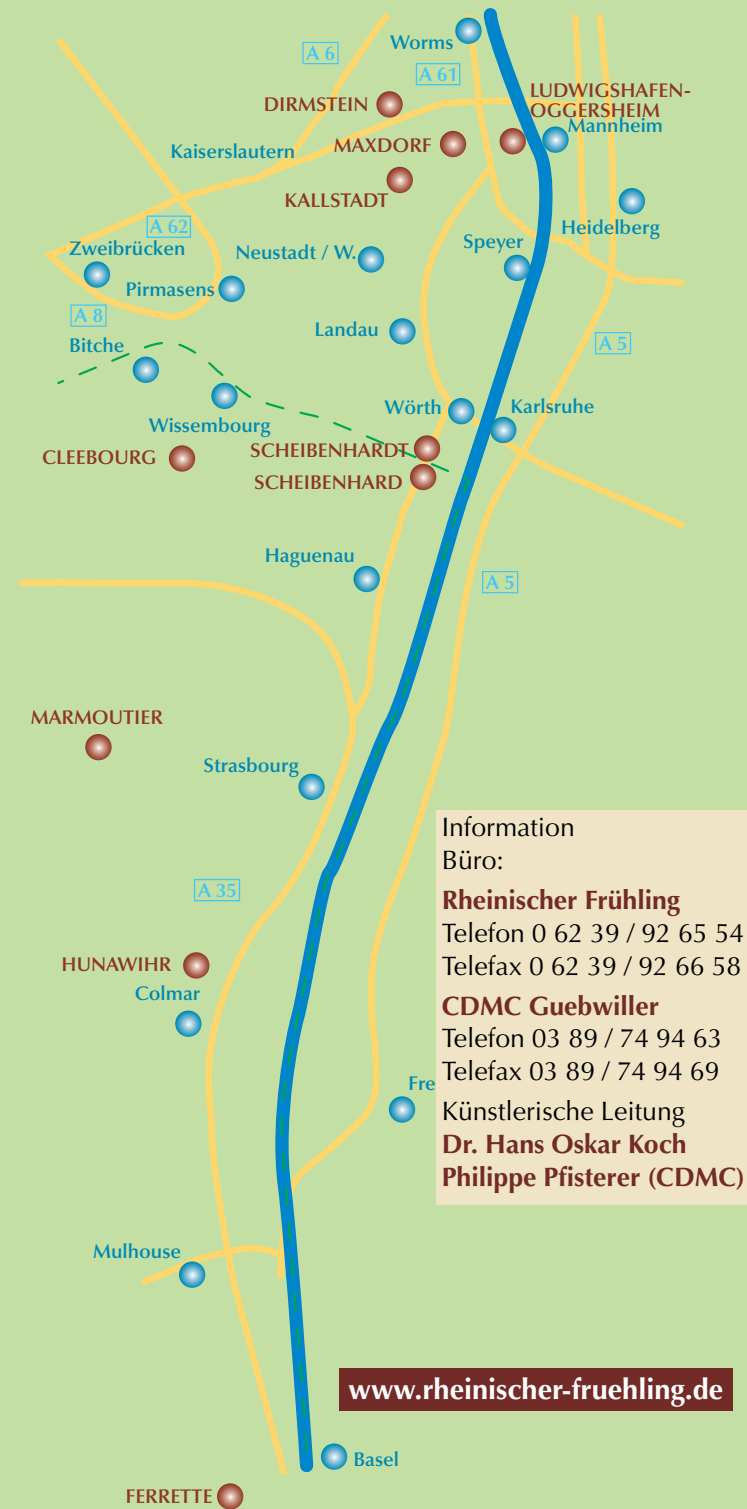 Worms
A 6
A 61
LUDWIGSHAFEN-
OGGERSHEIM
DIRMSTEIN
Mannheim
MAXDORF
Kaiserslautern
KALLSTADT
A 62
Heidelberg
Zweibrücken
Neustadt / W.
Speyer
Pirmasens
A 8
Landau
A 5
Bitche
Wörth
Karlsruhe
Wissembourg
SCHEIBENHARDT
CLEEBOURG
SCHEIBENHARD
Haguenau
A 5
MARMOUTIER
Strasbourg
Information
Büro:
Rheinischer Frühling
Telefon 0 62 39 / 92 65 54
Telefax 0 62 39 / 92 66 58
CDMC Guebwiller
Telefon 03 89 / 74 94 63
Telefax 03 89 / 74 94 69
Künstlerische Leitung
Dr. Hans Oskar Koch
Philippe Pfisterer (CDMC)
A 35
HUNAWIHR
Colmar
Fre
Mulhouse
www.rheinischer-fruehling.de
Basel
FERRETTE